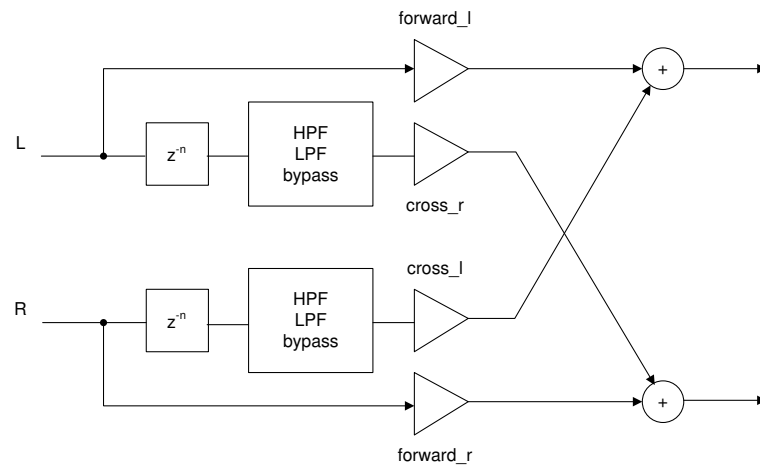 forward_l
+
L
z-n
HPF
LPF
bypass
cross_r
cross_l
R
z-n
HPF
LPF
bypass
+
forward_r